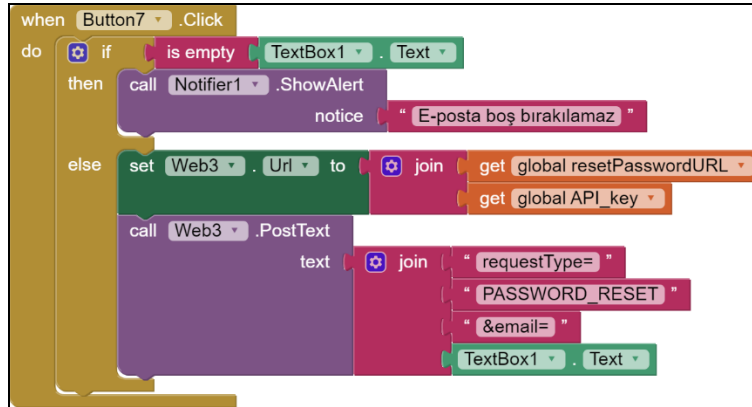 when Button7 .Click
do if is empty TextBox1 . Text
then call Notifier1 .ShowAlert
notice " E-posta boş bırakılamaz "
else set Web3 . Url to join get global resetPasswordURL
get global API_key
call Web3 .PostText
text join " requestType= "
" PASSWORD_RESET "
" &email= "
TextBox1 . Text